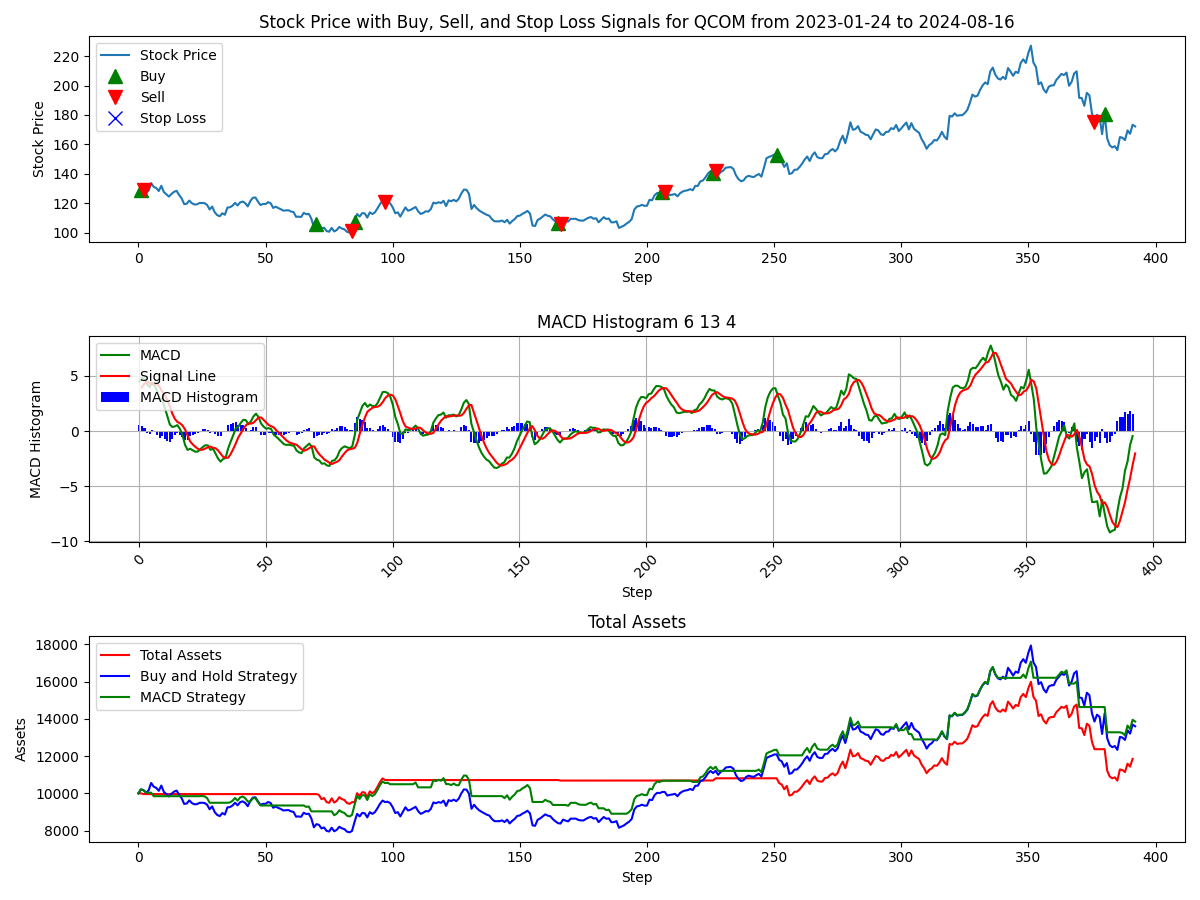 Stock Price with Buy, Sell, and Stop Loss Signals for QCOM from 2023-01-24 to 2024-08-16
Stock Price
Buy
Sell
Stop Loss
Stock Price
220
200
180
160
140
120
100
0 50 100 150 200 250 300 350 400
Step
MACD Histogram 6 13 4
MACD
Signal Line
MACD Histogram
MACD Histogram
5
0
−5
−10
0 50 100 150 200 250 300 350 400
Step
Total Assets
Total Assets
Buy and Hold Strategy
MACD Strategy
Assets
18000
16000
14000
12000
10000
8000
0 50 100 150 200 250 300 350 400
Step